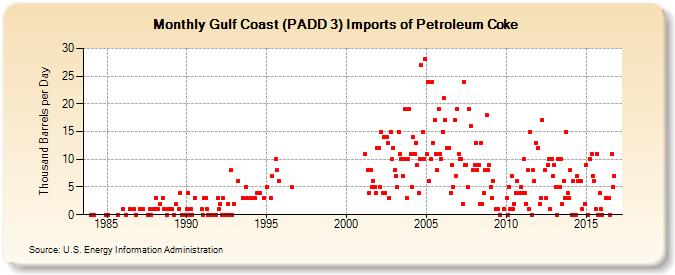 Monthly Gulf Coast (PADD 3) Imports of Petroleum Coke
Thousand Barrels per Day
30
25
20
15
10
5
0
1985 1990 1995 2000 2005 2010 2015
Source: U.S. Energy Information Administration